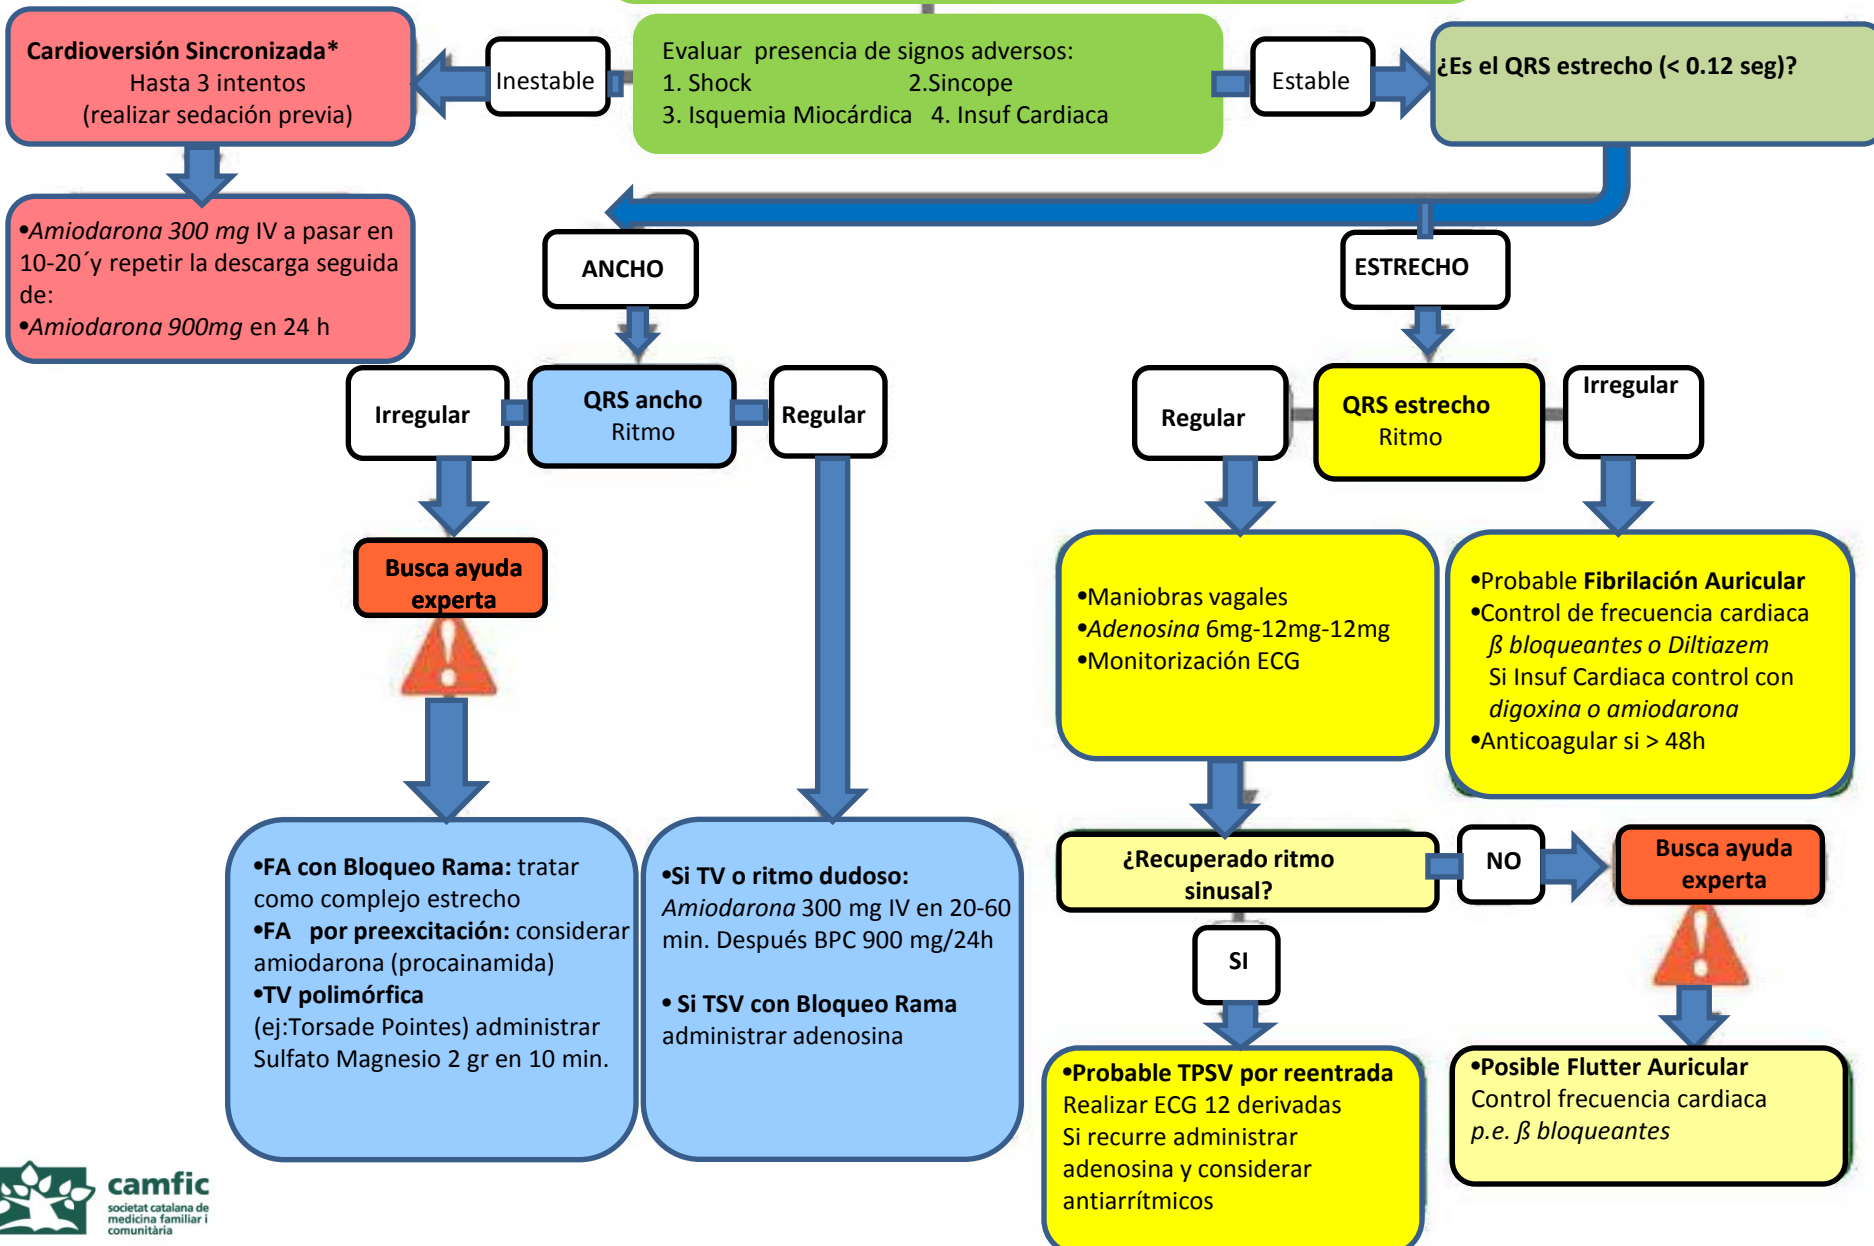 Cardioversión Sincronizada*
Hasta 3 intentos
(realizar sedación previa)
Inestable
Evaluar presencia de signos adversos:
1. Shock 2.Sincope
3. Isquemia Miocárdica 4. Insuf Cardiaca
Estable
¿Es el QRS estrecho (< 0.12 seg)?
•Amiodarona 300 mg IV a pasar en
10-20´y repetir la descarga seguida
de:
•Amiodarona 900mg en 24 h
ANCHO
ESTRECHO
Irregular
QRS ancho
Ritmo
Regular
Regular
QRS estrecho
Ritmo
Irregular
Busca ayuda
experta
•Maniobras vagales
•Adenosina 6mg-12mg-12mg
•Monitorización ECG
•Probable Fibrilación Auricular
•Control de frecuencia cardiaca
ß bloqueantes o Diltiazem
Si Insuf Cardiaca control con
digoxina o amiodarona
•Anticoagular si > 48h
•FA con Bloqueo Rama: tratar
como complejo estrecho
•FA por preexcitación: considerar
amiodarona (procainamida)
•TV polimórfica
(ej:Torsade Pointes) administrar
Sulfato Magnesio 2 gr en 10 min.
•Si TV o ritmo dudoso:
Amiodarona 300 mg IV en 20-60
min. Después BPC 900 mg/24h
• Si TSV con Bloqueo Rama
administrar adenosina
¿Recuperado ritmo
sinusal?
NO
Busca ayuda
experta
SI
•Probable TPSV por reentrada
Realizar ECG 12 derivadas
Si recurre administrar
adenosina y considerar
antiarrítmicos
•Posible Flutter Auricular
Control frecuencia cardiaca
p.e. ß bloqueantes
camfic
societat catalana de
medicina familiar i
comunitària